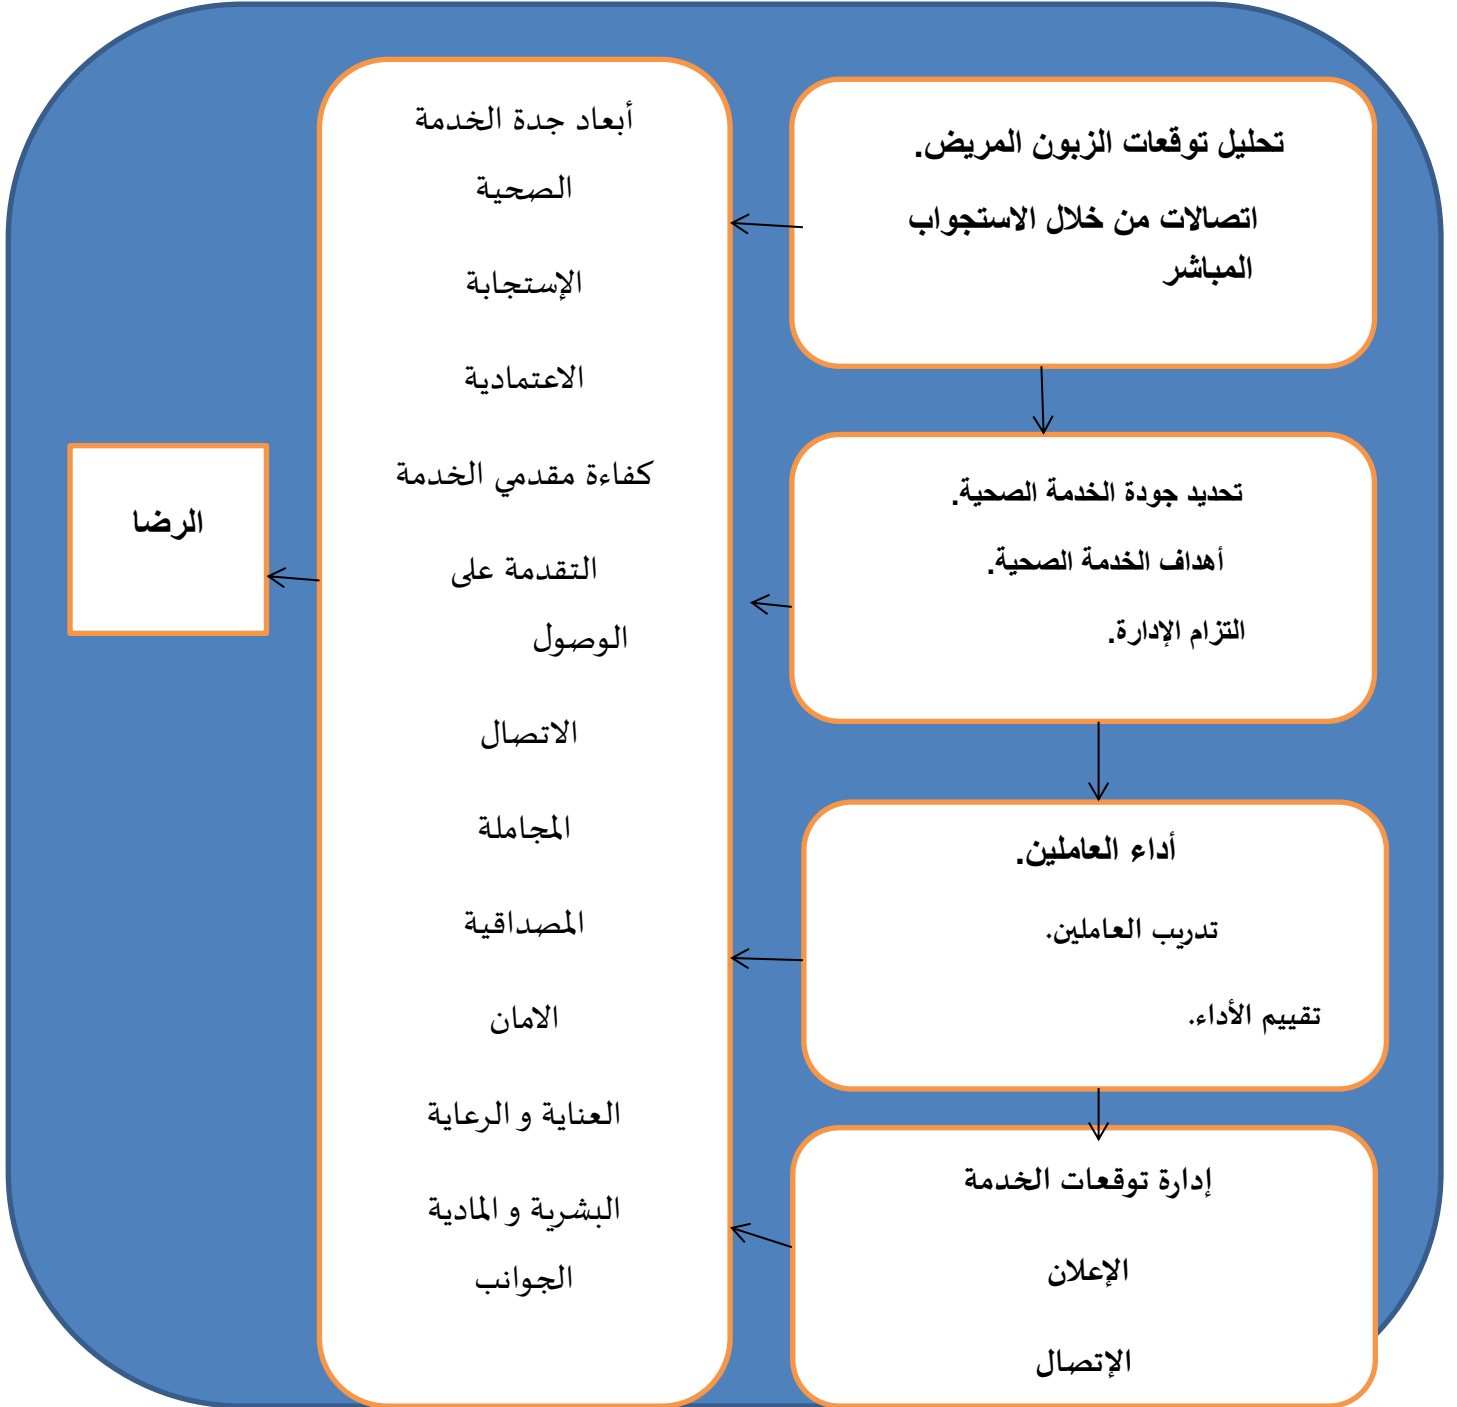 تحليل توقعات الزبون المريض.
اتصالات من خلال الاستجواب
المباشر
تحديد جودة الخدمة الصحية.
أهداف الخدمة الصحية.
التزام الإدارة.
أداء العاملين.
تدريب العاملين.
تقييم الأداء.
إدارة توقعات الخدمة
الإعلان
الإتصال
أبعاد جدة الخدمة
الصحية
الإستجابة
الاعتمادية
كفاءة مقدمي الخدمة
التقدمة على
الوصول
الاتصال
المجاملة
المصداقية
الامان
العناية و الرعاية
البشرية و المادية
الجوانب
الرضا